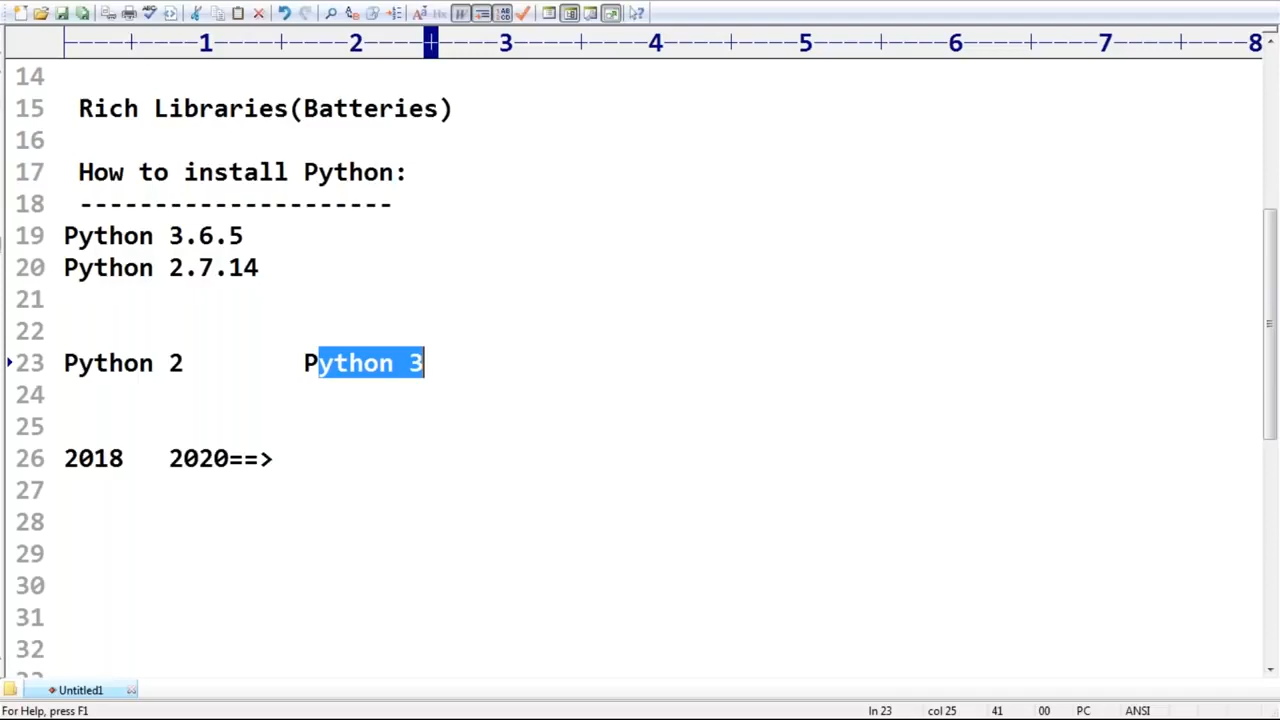 1 2 3 4 5 6 7 8
14
15 Rich Libraries(Batteries)
16
17 How to install Python:
18 ---------------------
19 Python 3.6.5
20 Python 2.7.14
21
22
23 Python 2 Python 3
24
25
26 2018 2020==>
27
28
29
30
31
32
Untitled1
For Help, press F1 ln 23 col 25 41 00 PC ANSI